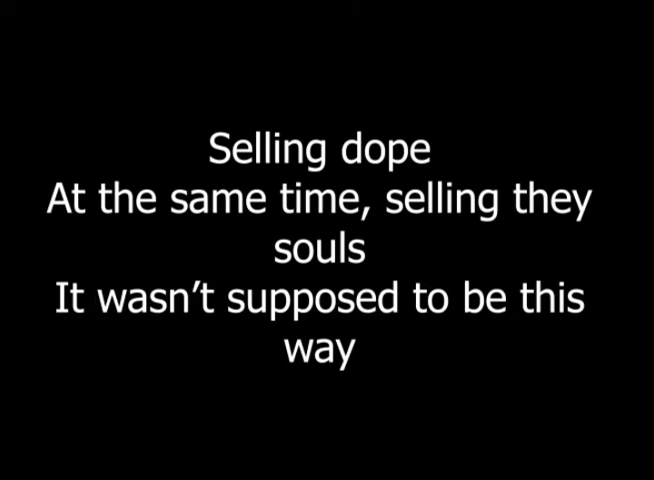 Selling dope
At the same time, selling they
souls
It wasn't supposed to be this
way